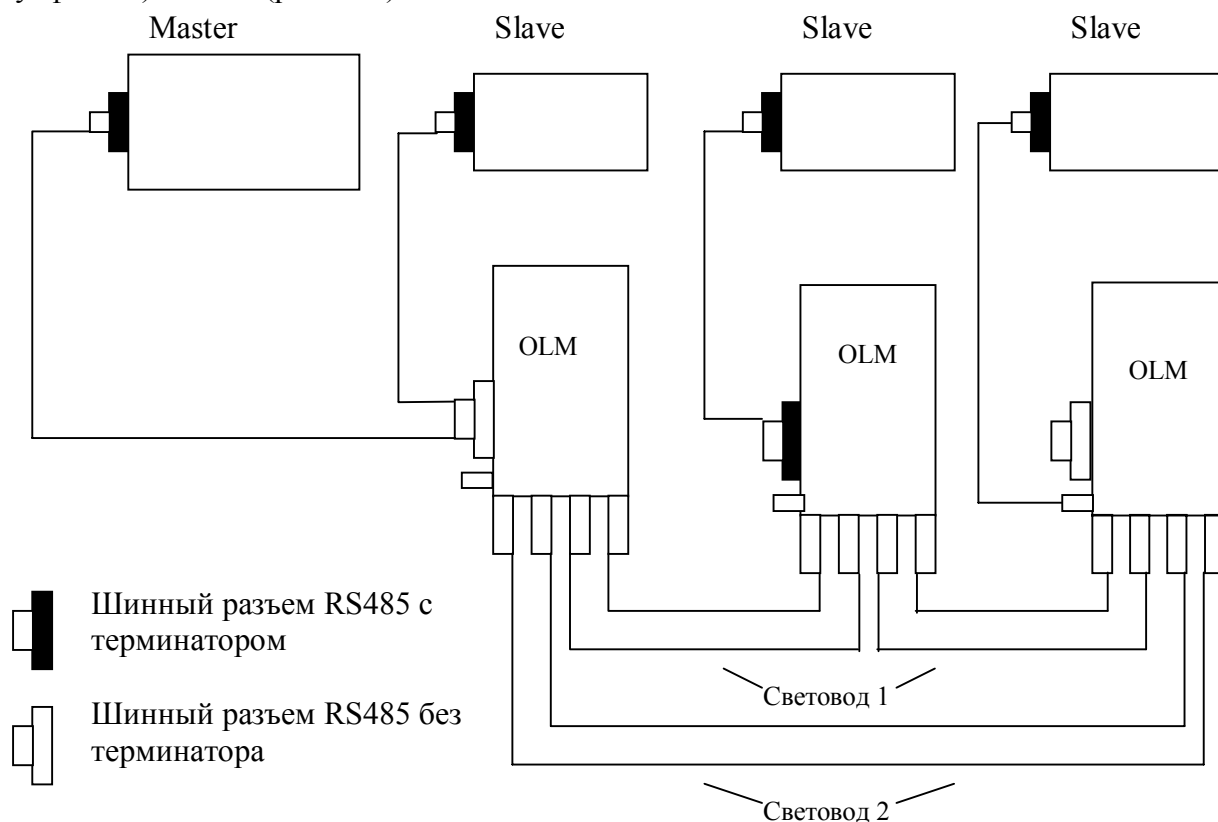 Master
Slave
Slave
Slave
OLM
OLM
OLM
Шинный разъем RS485 с
терминатором
Световод 1
Шинный разъем RS485 без
терминатора
Световод 2